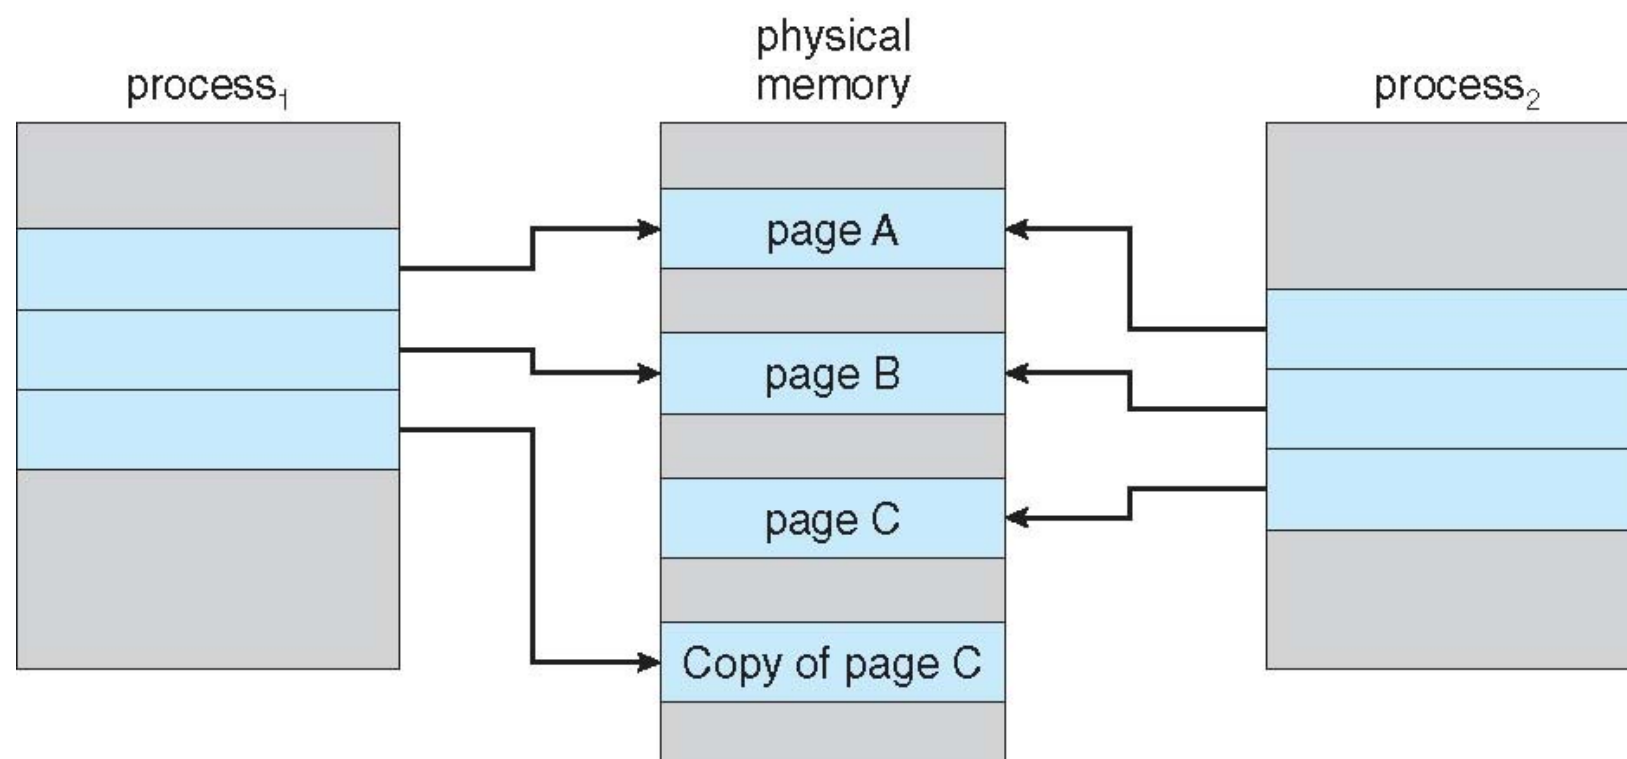 process₁
physical
memory
process₂
page A
page B
page C
Copy of page C